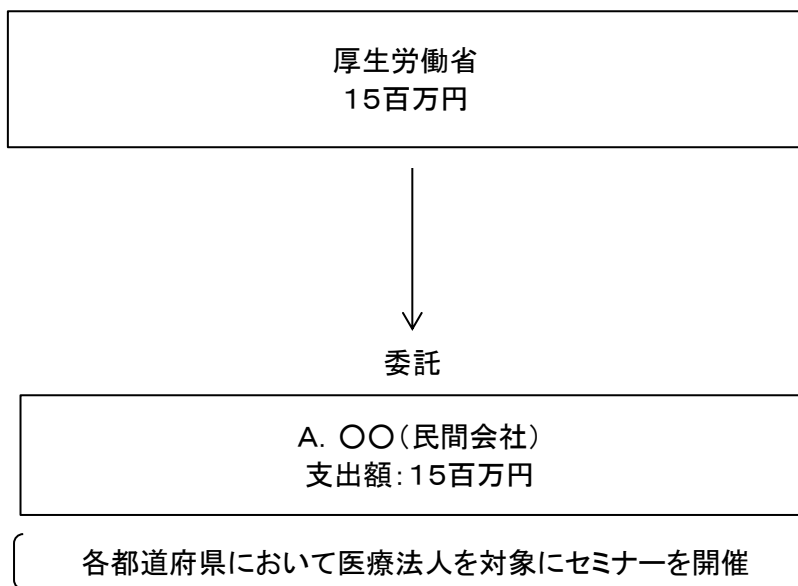 厚生労働省
15百万円
委託
A. 〇〇(民間会社)
支出額:15百万円
各都道府県において医療法人を対象にセミナーを開催